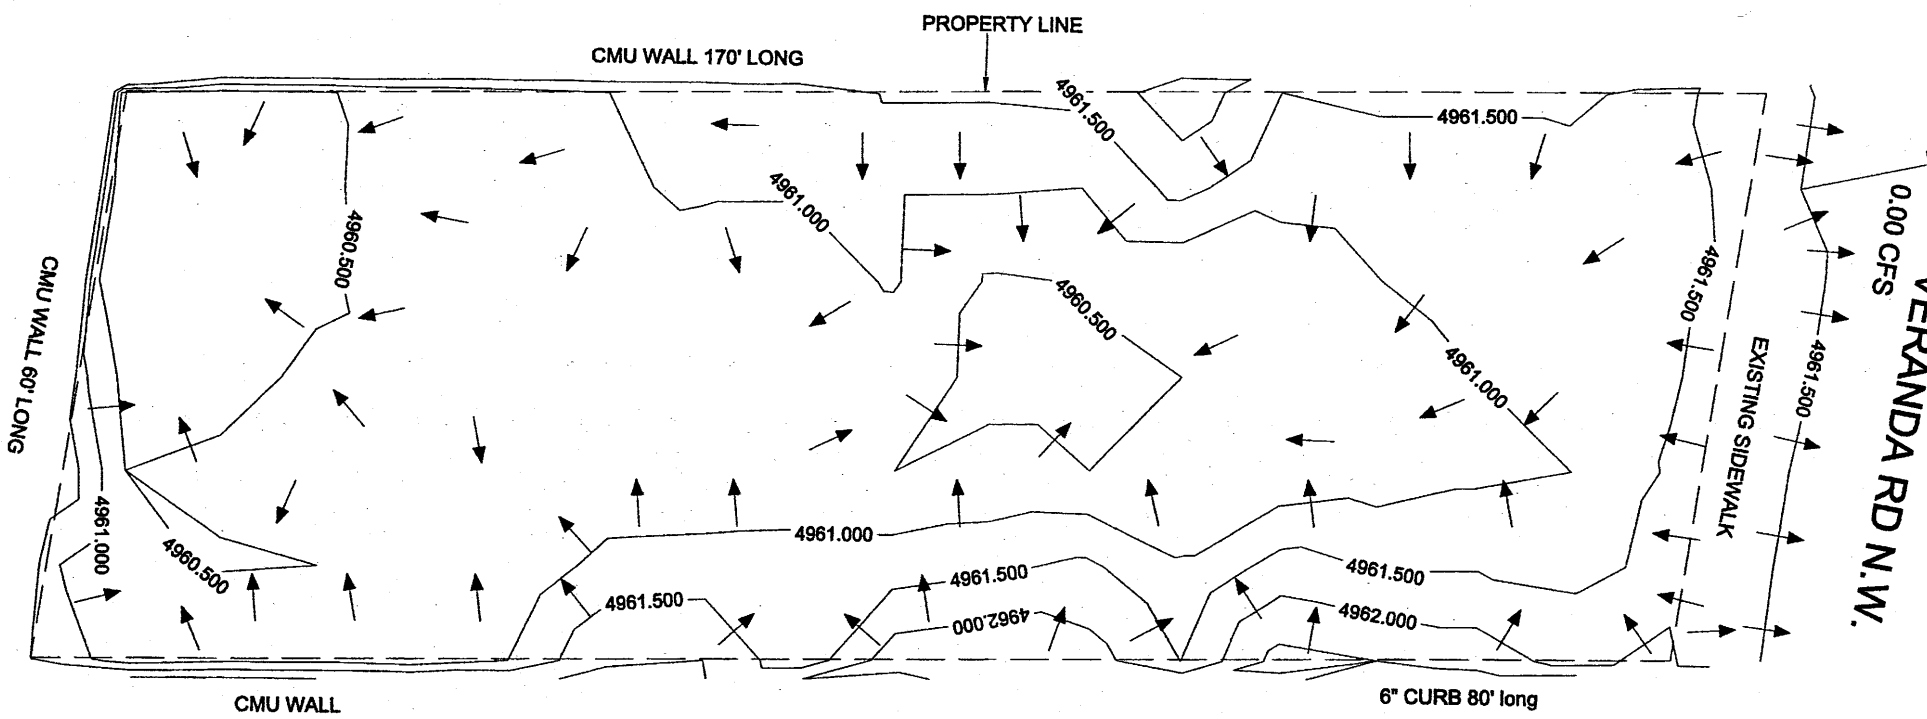 PROPERTY LINE
CMU WALL 170' LONG
4961.500
4961.500
4961.000
4960.500
4961.500
0.00 CFS
VERANDA RD N.W.
CMU WALL 60' LONG
4960.500
4961.000
EXISTING SIDEWALK
4961.500
4961.000
4960.500
4961.000
4961.500
4961.500
4961.500
4962.000
4962.000
CMU WALL
6" CURB 80' long